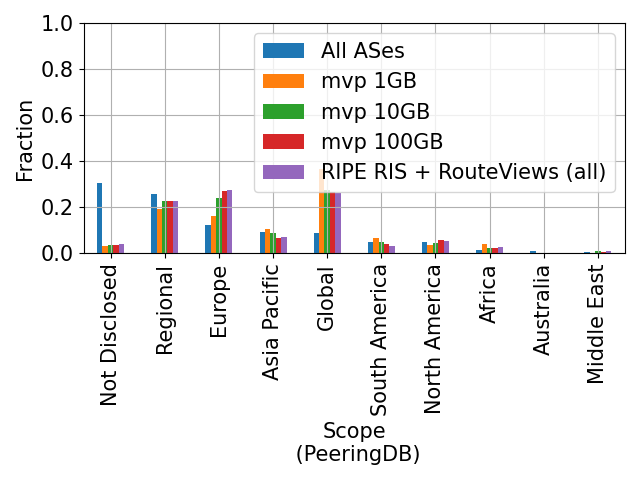 1.0
0.8
0.6
0.4
0.2
0.0
Fraction
All ASes
mvp 1GB
mvp 10GB
mvp 100GB
RIPE RIS + RouteViews (all)
Not Disclosed
Regional
Europe
Asia Pacific
Global
South America
North America
Africa
Australia
Middle East
Scope
(PeeringDB)